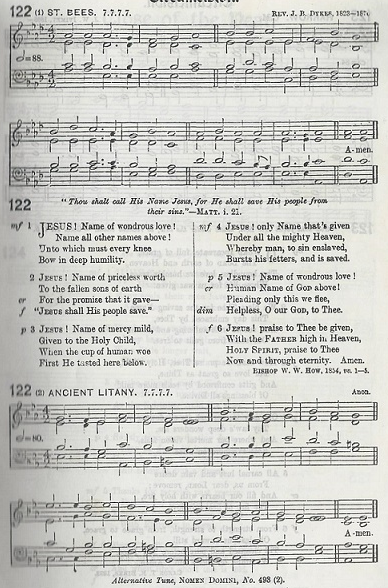 Circumcision.
122 (1) ST. BEES. 7.7.7.7. REV. J. B. DYKES, 1823–187
♩=88.
A-men.
"Thou shalt call His Name Jesus, for He shall save His people from
their sins."—MATT. i. 21.
122
mf 1 JESUS! Name of wondrous love!
Name all other names above!
Unto which must every knee
Bow in deep humility.
2 JESUS! Name of priceless worth
To the fallen sons of earth
cr For the promise that it gave—
f "JESUS shall His people save."
p 3 JESUS! Name of mercy mild,
Given to the Holy Child,
When the cup of human woe
First He tasted here below.
mf 4 JESUS! only Name that's given
Under all the mighty Heaven,
Whereby man, to sin enslaved,
Bursts his fetters, and is saved.
p 5 JESUS! Name of wondrous love!
cr Human Name of God above!
Pleading only this we flee,
dim Helpless, O our God, to Thee.
f 6 JESUS! praise to Thee be given,
With the FATHER high in Heaven,
HOLY SPIRIT, praise to Thee
Now and through eternity. Amen.
BISHOP W. W. HOW, 1854, ver. 1–5.
122 (2) ANCIENT LITANY. 7.7.7.7. Anon.
♩=80.
A-men.
Alternative Tune, NOMEN DOMINI, No. 493 (2).